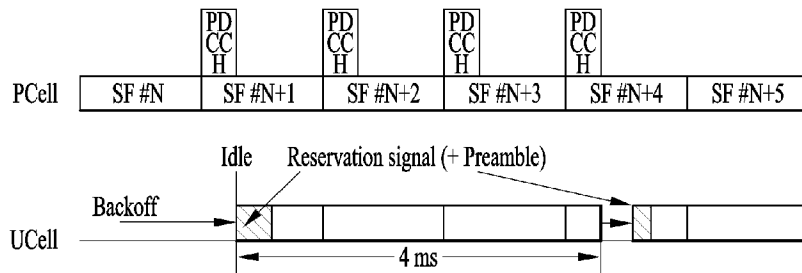 PD CC H PD CC H PD CC H PD CC H
PCell SF #N SF #N+1 SF #N+2 SF #N+3 SF #N+4 SF #N+5
Idle Reservation signal (+ Preamble)
Backoff
UCell
4 ms